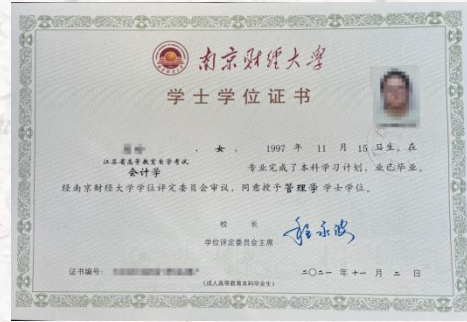 南京财经大学
学士学位证书
，女，1997 年 11 月 15 日生。在
江苏省高等教育自学考试
会计学
专业完成了本科学习计划，业已毕业。
经南京财经大学学位评定委员会审议，同意授予管理学学士学位。
校 长
学位评定委员会主席
程永波
证书编号：
二〇二一 年 十一 月 二 日
（成人高等教育本科毕业生）